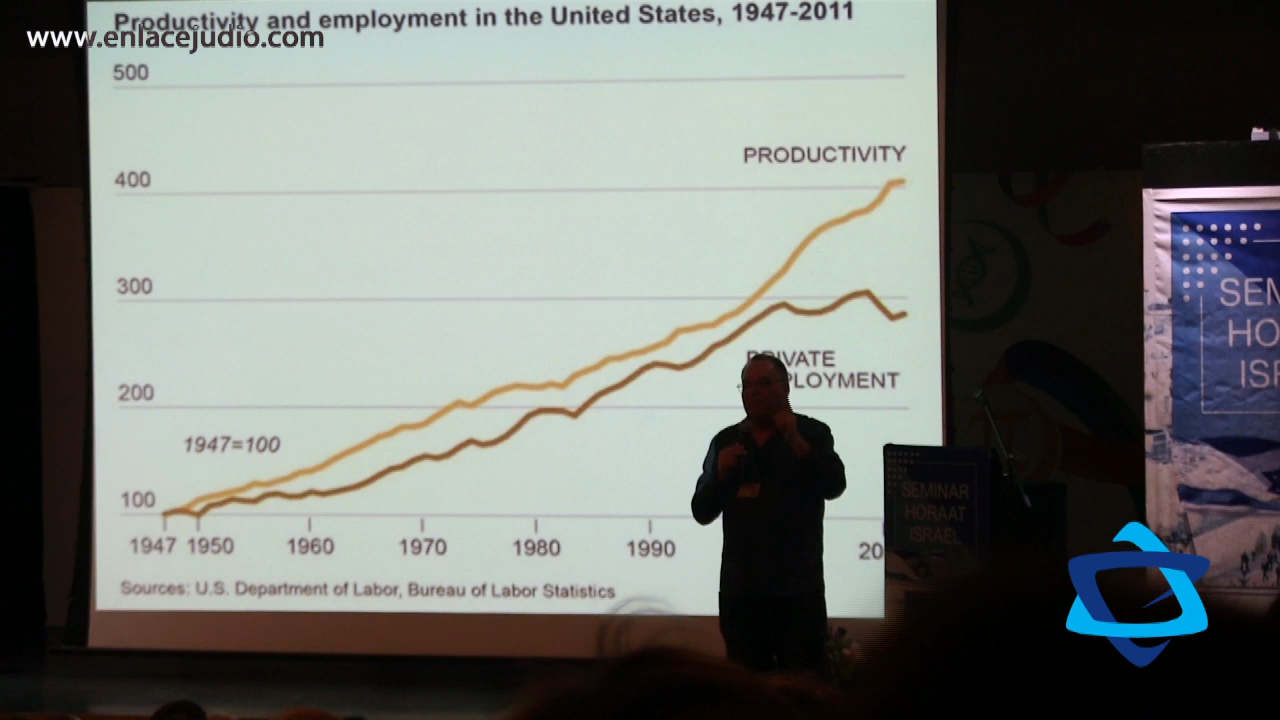 Productivity and employment in the United States, 1947-2011
www.enlacejudio.com
500
PRODUCTIVITY
400
300
PRIVATE
PLOYMENT
200
1947=100
100
1947 1950 1960 1970 1980 1990 20
Sources: U.S. Department of Labor, Bureau of Labor Statistics
SEMINAR
HORAAT
ISRAEL
SEM
HO
IS